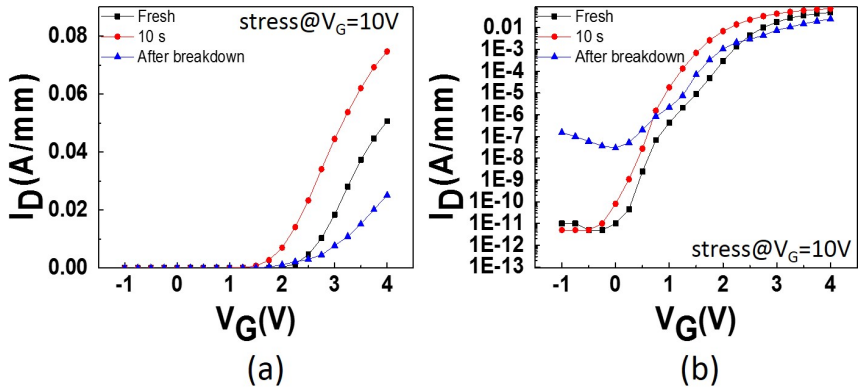 Fresh
10 s
After breakdown
stress@V_G=10V
I_D(A/mm)
0.08
0.06
0.04
0.02
0.00
-1 0 1 2 3 4
V_G(V)
(a)
Fresh
10 s
After breakdown
stress@V_G=10V
I_D(A/mm)
0.01
1E-3
1E-4
1E-5
1E-6
1E-7
1E-8
1E-9
1E-10
1E-11
1E-12
1E-13
-1 0 1 2 3 4
V_G(V)
(b)